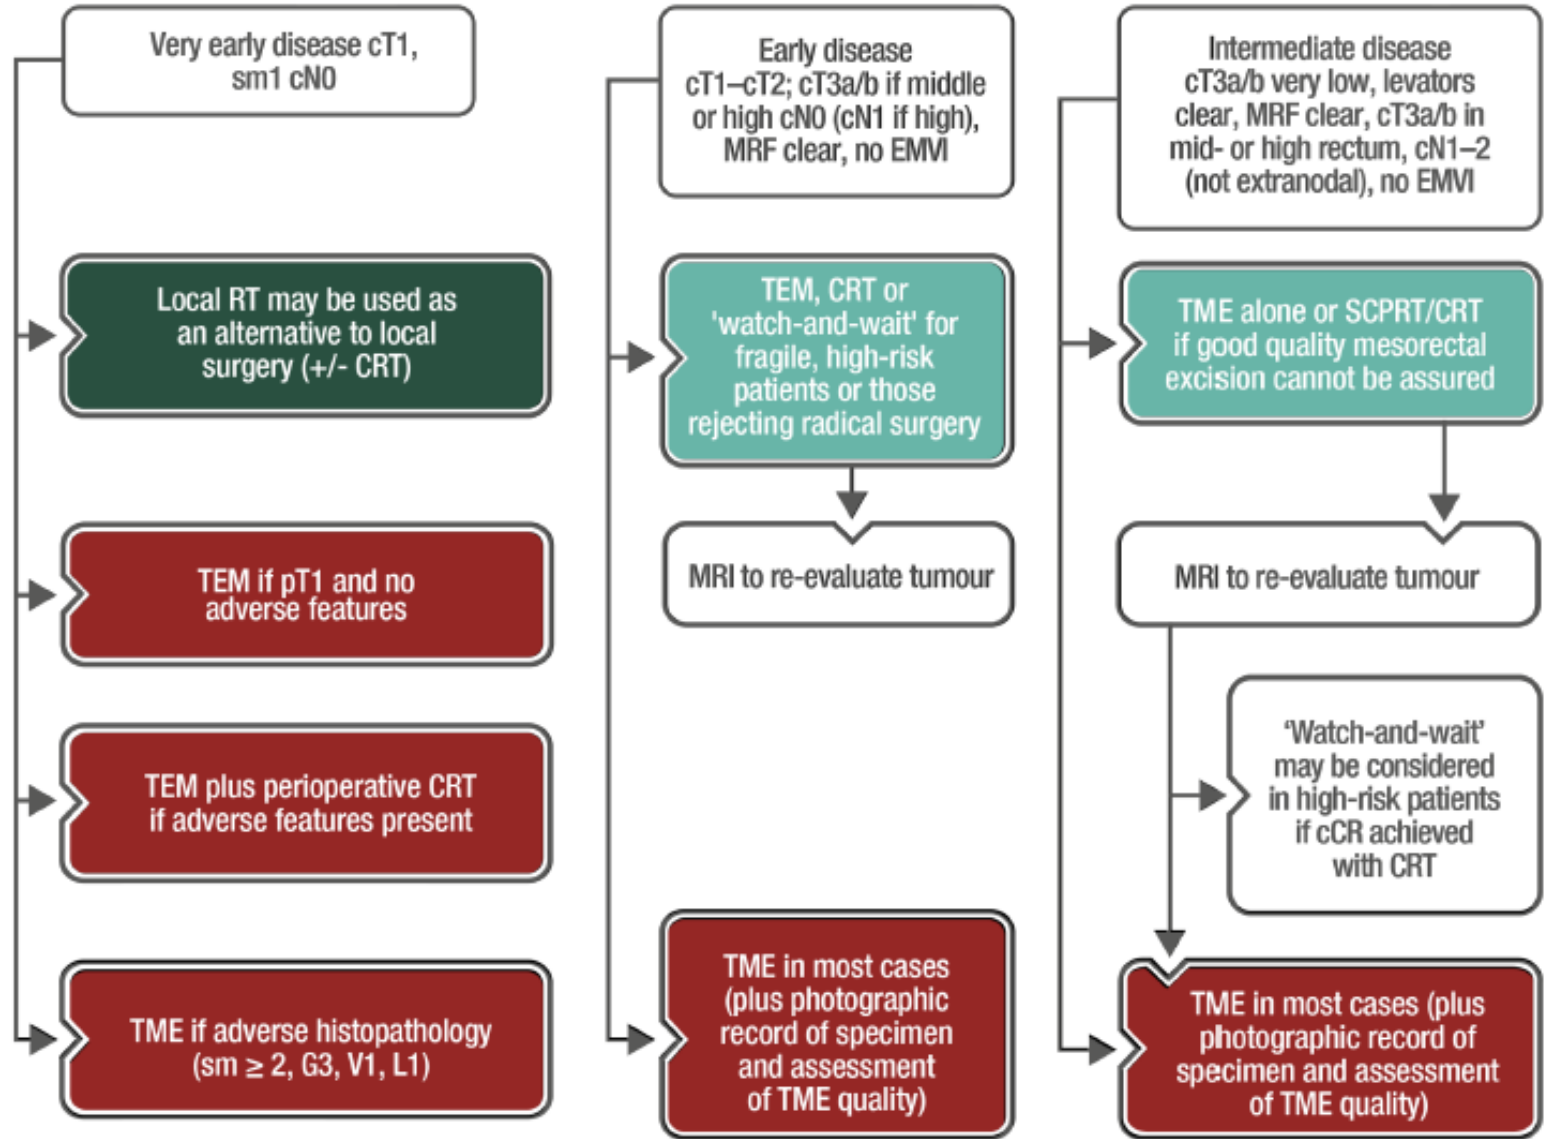 Very early disease cT1,
sm1 cN0
Local RT may be used as
an alternative to local
surgery (+/- CRT)
TEM if pT1 and no
adverse features
TEM plus perioperative CRT
if adverse features present
TME if adverse histopathology
(sm ≥ 2, G3, V1, L1)
Early disease
cT1–cT2; cT3a/b if middle
or high cN0 (cN1 if high),
MRF clear, no EMVI
TEM, CRT or
'watch-and-wait' for
fragile, high-risk
patients or those
rejecting radical surgery
MRI to re-evaluate tumour
TME in most cases
(plus photographic
record of specimen
and assessment
of TME quality)
Intermediate disease
cT3a/b very low, levators
clear, MRF clear, cT3a/b in
mid- or high rectum, cN1–2
(not extranodal), no EMVI
TME alone or SCPRT/CRT
if good quality mesorectal
excision cannot be assured
MRI to re-evaluate tumour
‘Watch-and-wait’
may be considered
in high-risk patients
if cCR achieved
with CRT
TME in most cases (plus
photographic record of
specimen and assessment
of TME quality)